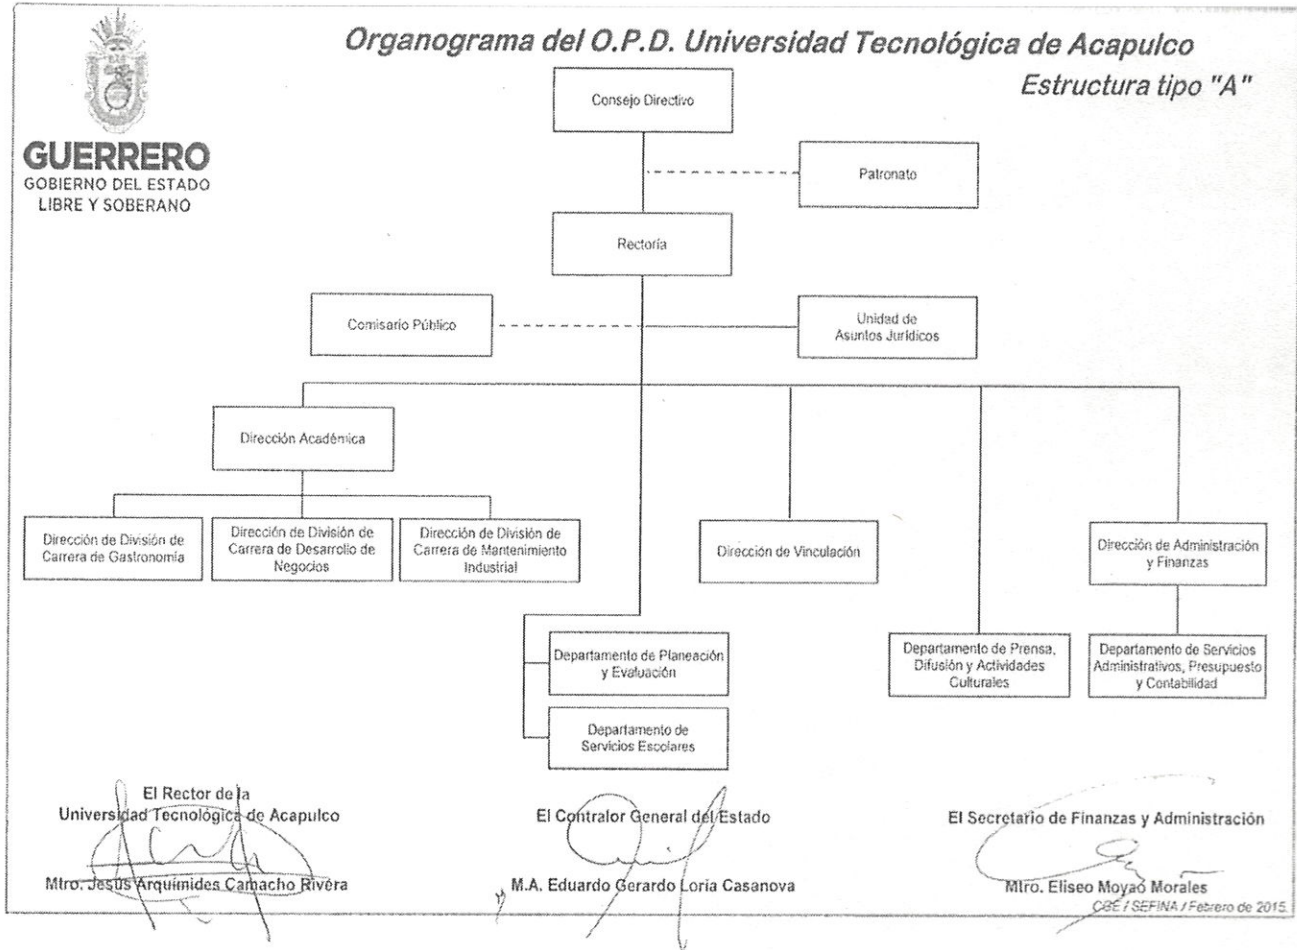 Organograma del O.P.D. Universidad Tecnológica de Acapulco
Estructura tipo "A"
GUERRERO
GOBIERNO DEL ESTADO
LIBRE Y SOBERANO
Consejo Directivo
Patronato
Rectoría
Comisario Público
Unidad de
Asuntos Jurídicos
Dirección Académica
Dirección de División de
Carrera de Gastronomía
Dirección de División de
Carrera de Desarrollo de
Negocios
Dirección de División de
Carrera de Mantenimiento
Industrial
Dirección de Vinculación
Dirección de Administración
y Finanzas
Departamento de Planeación
y Evaluación
Departamento de
Servicios Escolares
Departamento de Prensa,
Difusión y Actividades
Culturales
Departamento de Servicios
Administrativos, Presupuesto
y Contabilidad
El Rector de la
Universidad Tecnológica de Acapulco
Mtro. Jesús Arquímides Camacho Rivera
El Contralor General del Estado
M.A. Eduardo Gerardo Loria Casanova
El Secretario de Finanzas y Administración
Mtro. Eliseo Moyao Morales
CGE / SEFINA / Febrero de 2015.